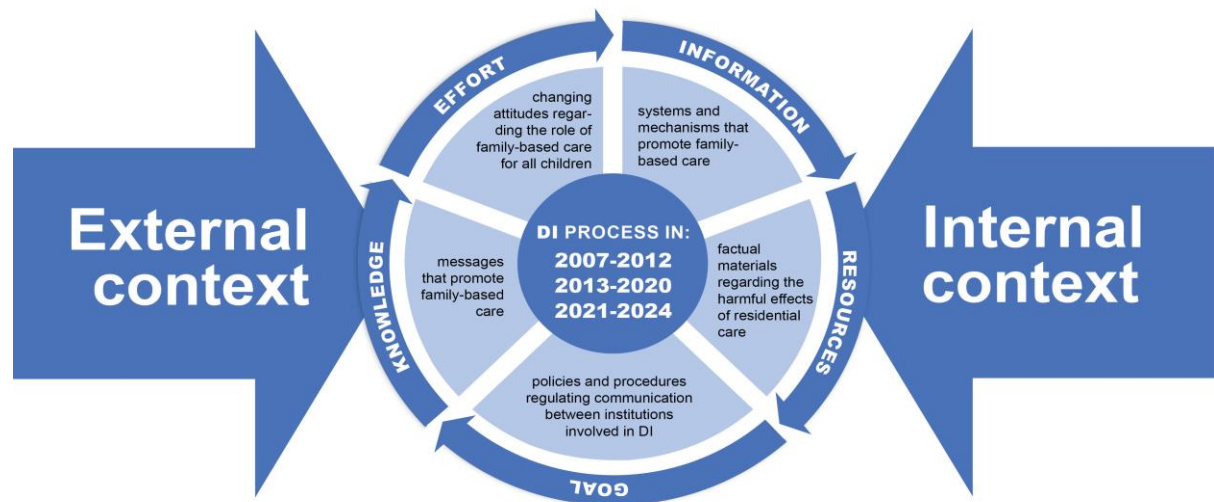 External
context
EFFORT
changing
attitudes regar-
ding the role of
family-based care
for all children
INFORMATION
systems and
mechanisms that
promote family-
based care
KNOWLEDGE
messages
that promote
family-based
care
DI PROCESS IN:
2007-2012
2013-2020
2021-2024
factual
materials
regarding the
harmful effects
of residential
care
RESOURCES
policies and procedures
regulating communication
between institutions
involved in DI
GOAL
Internal
context